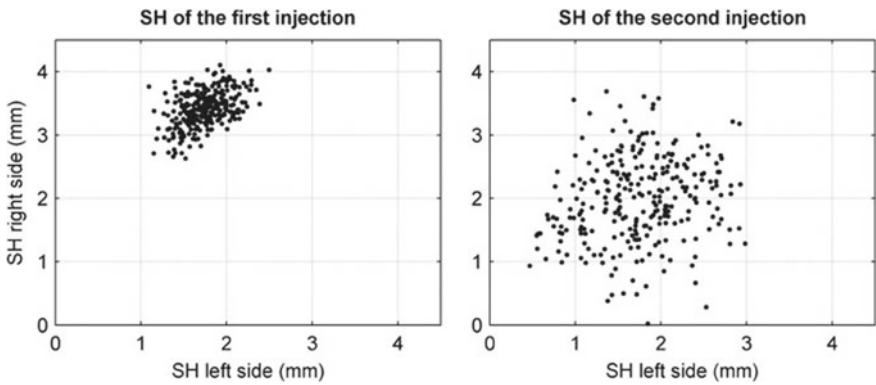 SH of the first injection
SH right side (mm)
4
3
2
1
0
0 1 2 3 4
SH left side (mm)
SH of the second injection
4
3
2
1
0
0 1 2 3 4
SH left side (mm)